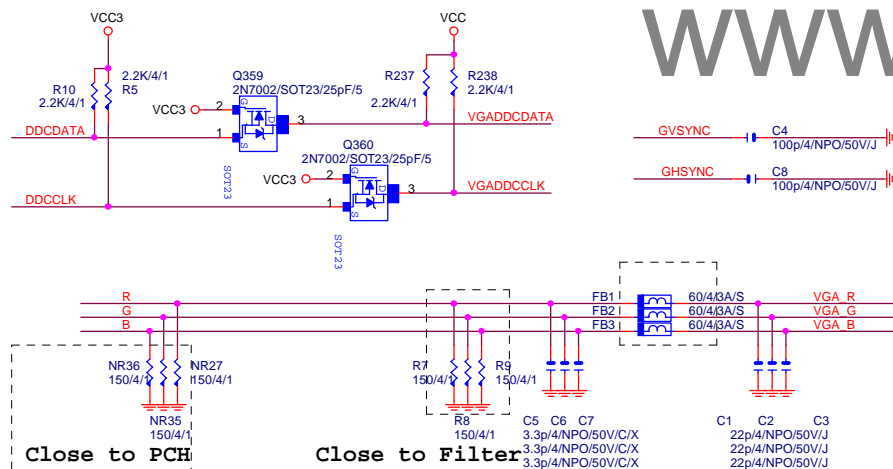 WWW
VCC3
VCC
R10
2.2K/4/1
2.2K/4/1
R5
Q359
2N7002/SOT23/25pF/5
R237
2.2K/4/1
R238
2.2K/4/1
VCC3
2
G
D
S
1
3
DDCDATA
VGADDCDATA
SOT23
Q360
2N7002/SOT23/25pF/5
VCC3
2
G
D
S
1
3
DDCCLK
VGADDCCLK
SOT23
GVSYNC
C4
100p/4/NPO/50V/J
GHSYNC
C8
100p/4/NPO/50V/J
R
G
B
FB1
FB2
FB3
60/4/3A/S
60/4/3A/S
60/4/3A/S
VGA_R
VGA_G
VGA_B
NR36
150/4/1
NR27
150/4/1
NR35
150/4/1
R7
150/4/1
R9
150/4/1
R8
150/4/1
C5 C6 C7
3.3p/4/NPO/50V/C/X
3.3p/4/NPO/50V/C/X
3.3p/4/NPO/50V/C/X
C1 C2 C3
22p/4/NPO/50V/J
22p/4/NPO/50V/J
22p/4/NPO/50V/J
Close to PCH
Close to Filter